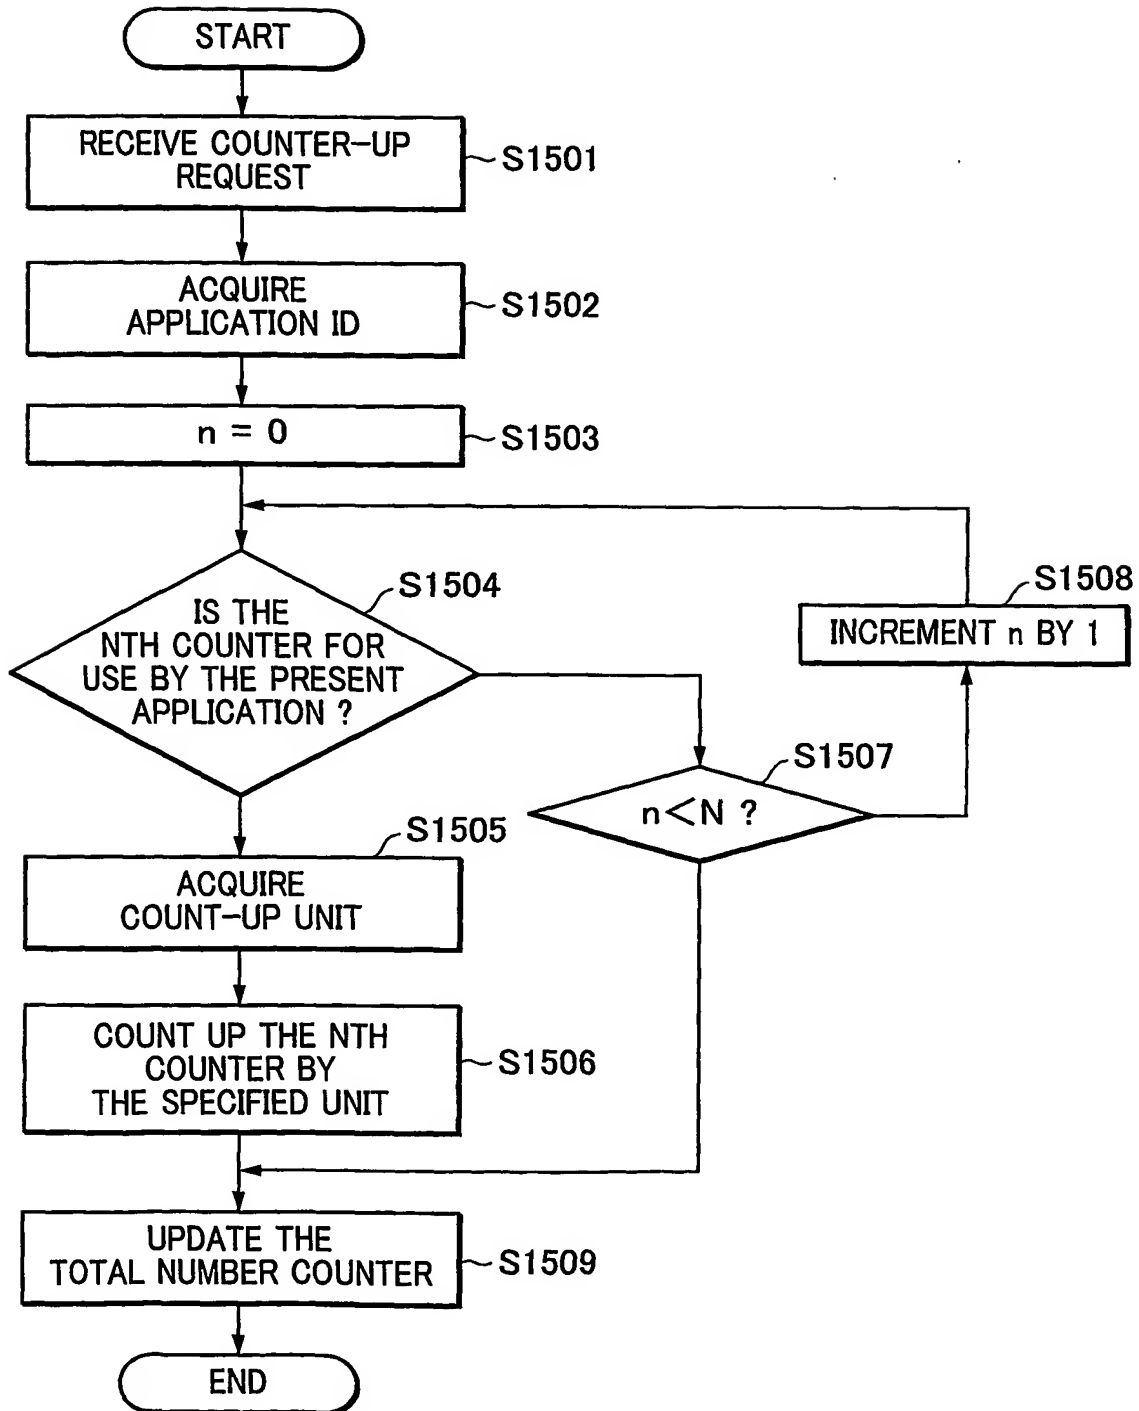 START
RECEIVE COUNTER-UP
REQUEST
S1501
ACQUIRE
APPLICATION ID
S1502
n = 0
S1503
IS THE
NTH COUNTER FOR
USE BY THE PRESENT
APPLICATION ?
S1504
S1508
INCREMENT n BY 1
S1507
n<N ?
S1505
ACQUIRE
COUNT-UP UNIT
COUNT UP THE NTH
COUNTER BY
THE SPECIFIED UNIT
S1506
UPDATE THE
TOTAL NUMBER COUNTER
S1509
END